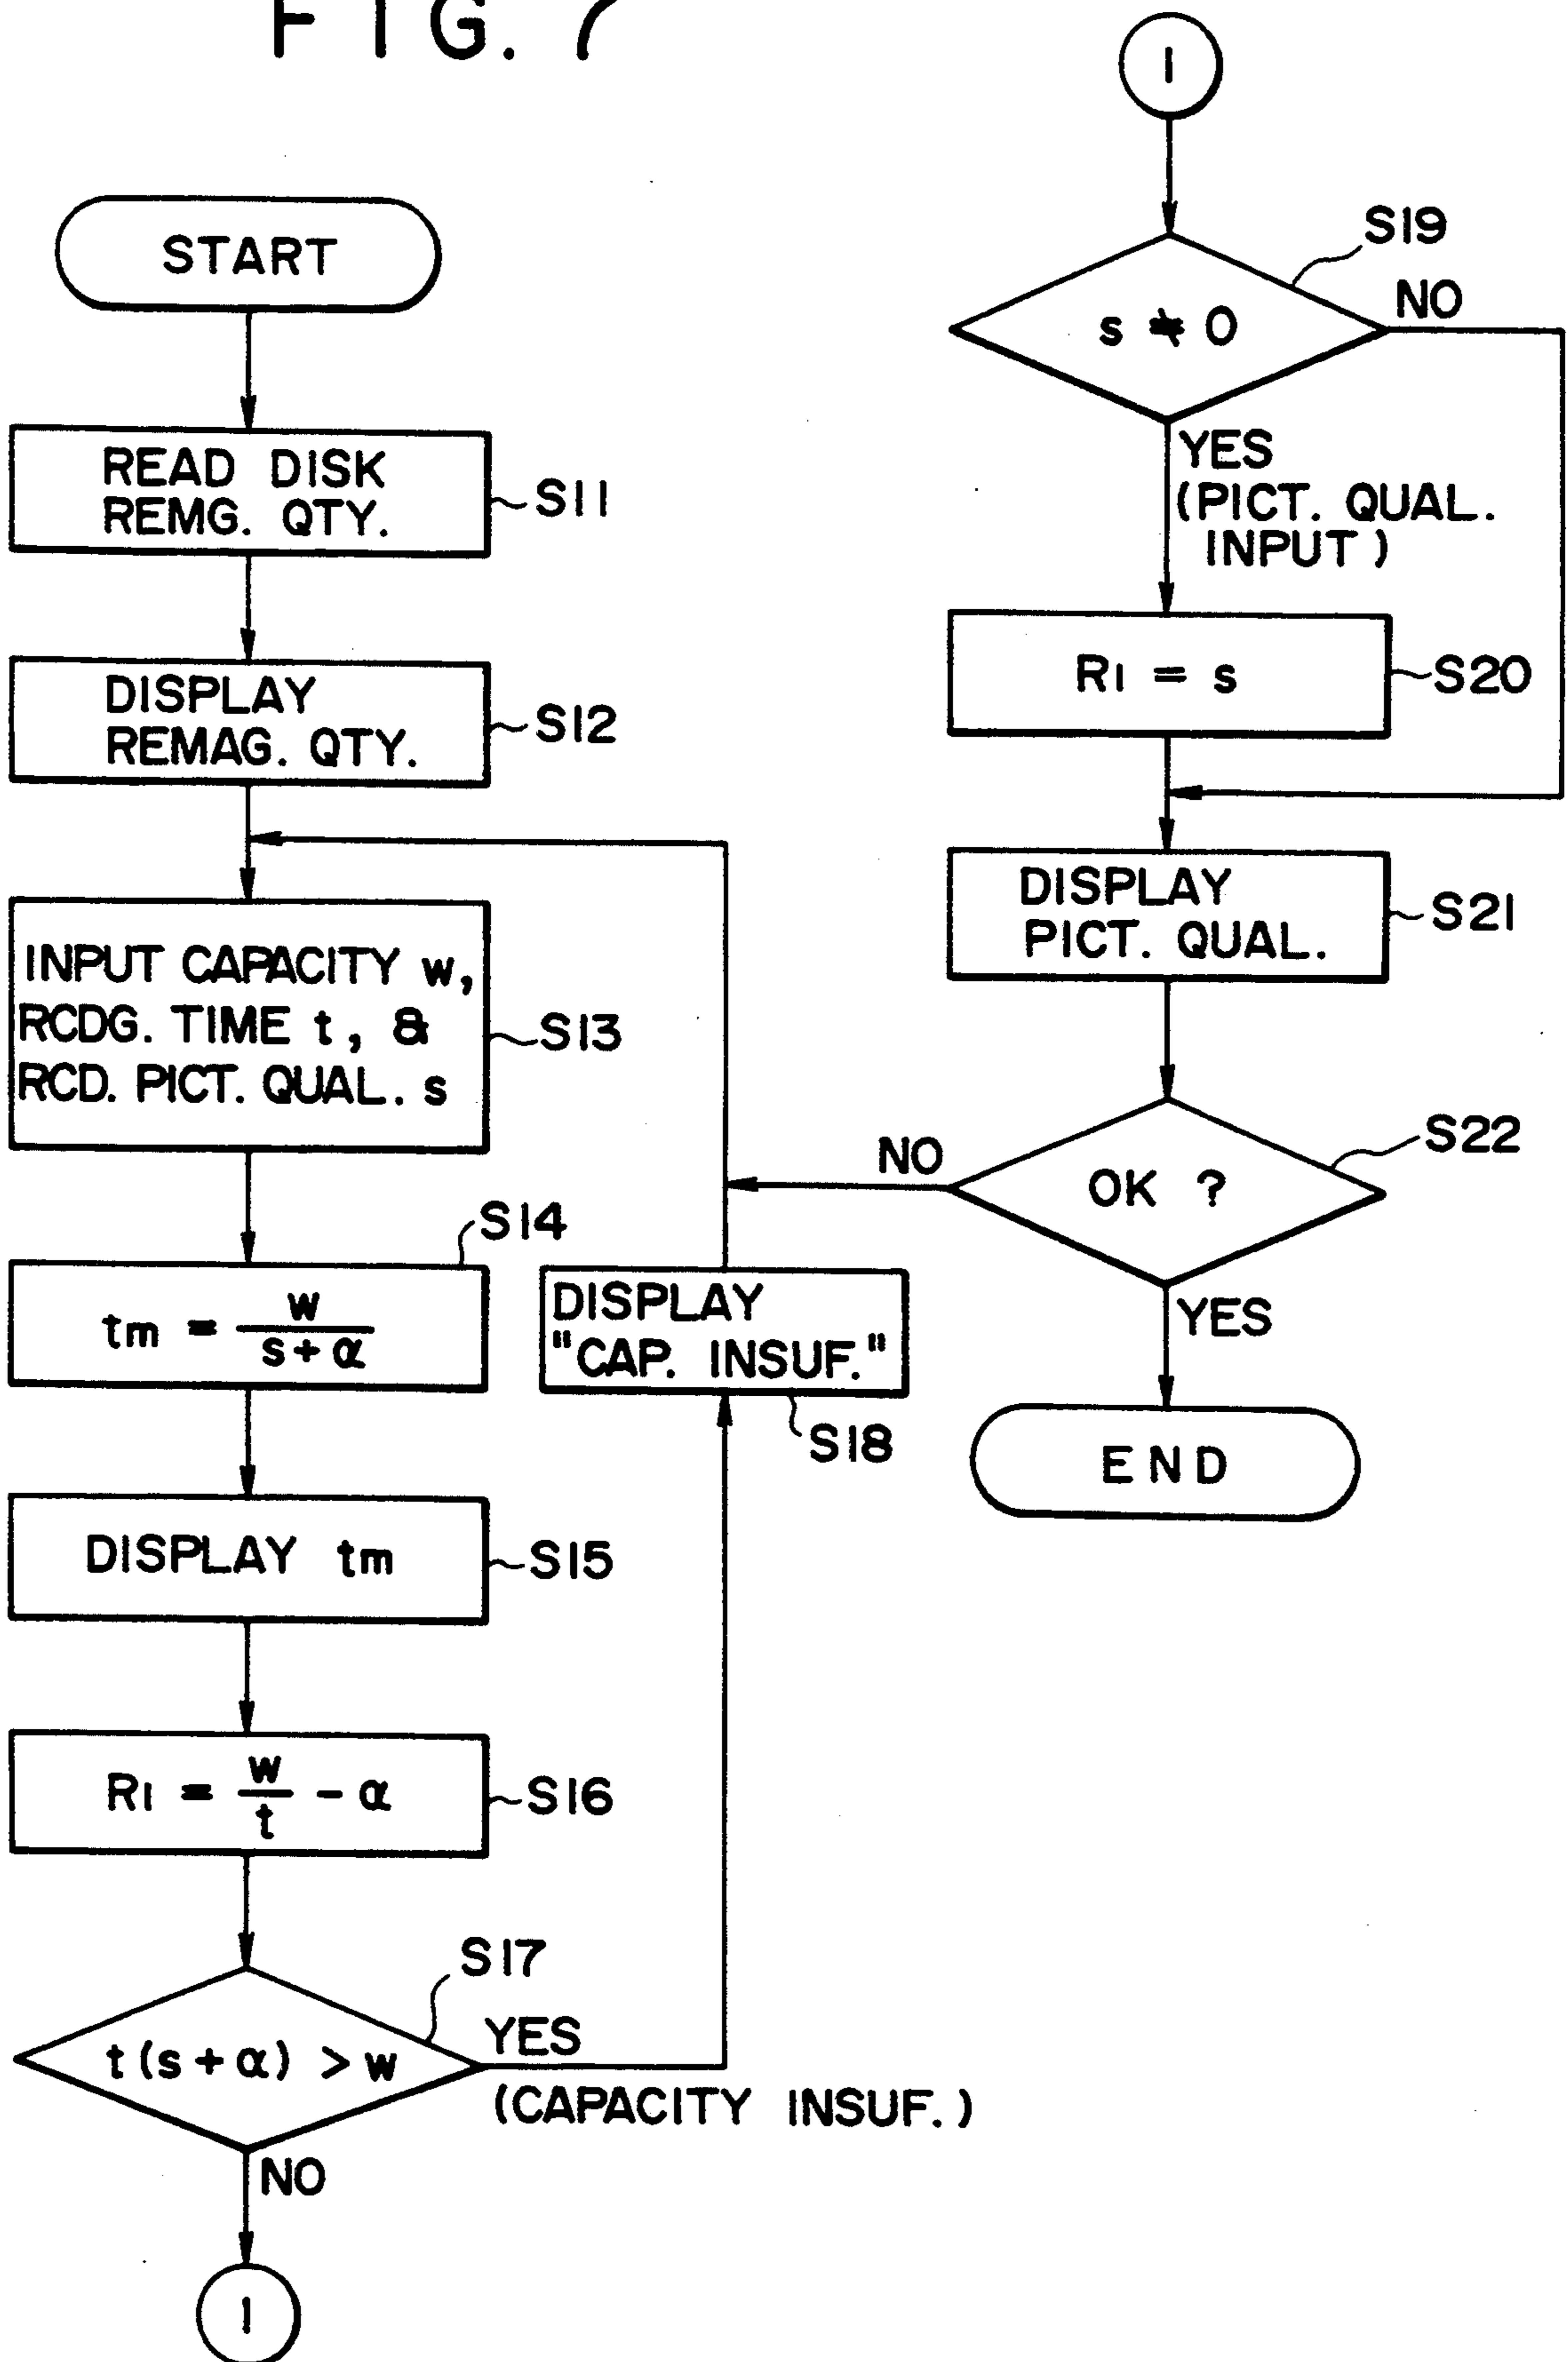 FIG. 7
START
READ DISK
REMG. QTY.
S11
DISPLAY
REMAG. QTY.
S12
INPUT CAPACITY w,
RCDG. TIME t, &
RCD. PICT. QUAL. s
S13
S14
tm = w / s+α
DISPLAY tm
S15
R1 = w / t - α
S16
S17
t(s+α) > w
YES
(CAPACITY INSUF.)
NO
1
DISPLAY
"CAP. INSUF."
S18
1
S19
s ≠ 0
NO
YES
(PICT. QUAL.
INPUT)
R1 = s
S20
DISPLAY
PICT. QUAL.
S21
S22
OK ?
NO
YES
END